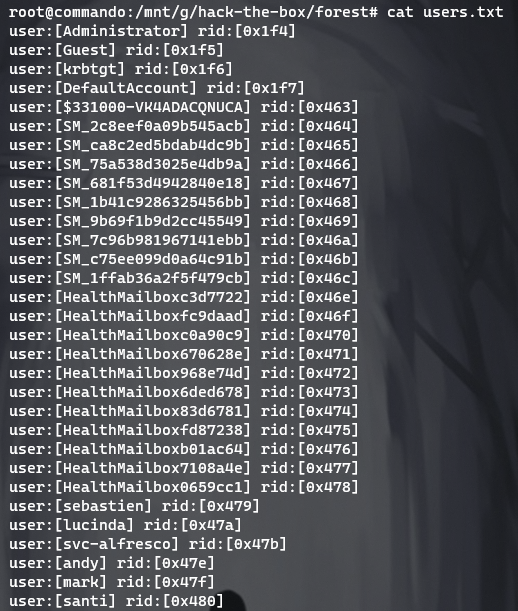 root@commando:/mnt/g/hack-the-box/forest# cat users.txt
user:[Administrator] rid:[0x1f4]
user:[Guest] rid:[0x1f5]
user:[krbtgt] rid:[0x1f6]
user:[DefaultAccount] rid:[0x1f7]
user:[$331000-VK4ADACQNUCA] rid:[0x463]
user:[SM_2c8eef0a09b545acb] rid:[0x464]
user:[SM_ca8c2ed5bdab4dc9b] rid:[0x465]
user:[SM_75a538d3025e4db9a] rid:[0x466]
user:[SM_681f53d4942840e18] rid:[0x467]
user:[SM_1b41c9286325456bb] rid:[0x468]
user:[SM_9b69f1b9d2cc45549] rid:[0x469]
user:[SM_7c96b981967141ebb] rid:[0x46a]
user:[SM_c75ee099d0a64c91b] rid:[0x46b]
user:[SM_1ffab36a2f5f479cb] rid:[0x46c]
user:[HealthMailboxc3d7722] rid:[0x46e]
user:[HealthMailboxfc9daad] rid:[0x46f]
user:[HealthMailboxc0a90c9] rid:[0x470]
user:[HealthMailbox670628e] rid:[0x471]
user:[HealthMailbox968e74d] rid:[0x472]
user:[HealthMailbox6ded678] rid:[0x473]
user:[HealthMailbox83d6781] rid:[0x474]
user:[HealthMailboxfd87238] rid:[0x475]
user:[HealthMailboxb01ac64] rid:[0x476]
user:[HealthMailbox7108a4e] rid:[0x477]
user:[HealthMailbox0659cc1] rid:[0x478]
user:[sebastien] rid:[0x479]
user:[lucinda] rid:[0x47a]
user:[svc-alfresco] rid:[0x47b]
user:[andy] rid:[0x47e]
user:[mark] rid:[0x47f]
user:[santi] rid:[0x480]